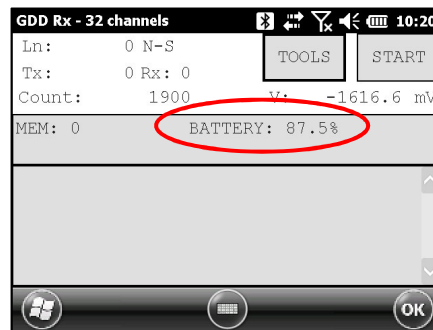 GDD Rx - 32 channels 10:20
Ln: 0 N-S
TOOLS START
Tx: 0 Rx: 0
Count: 1900 V: -1616.6 mV
MEM: 0 BATTERY: 87.5%
OK